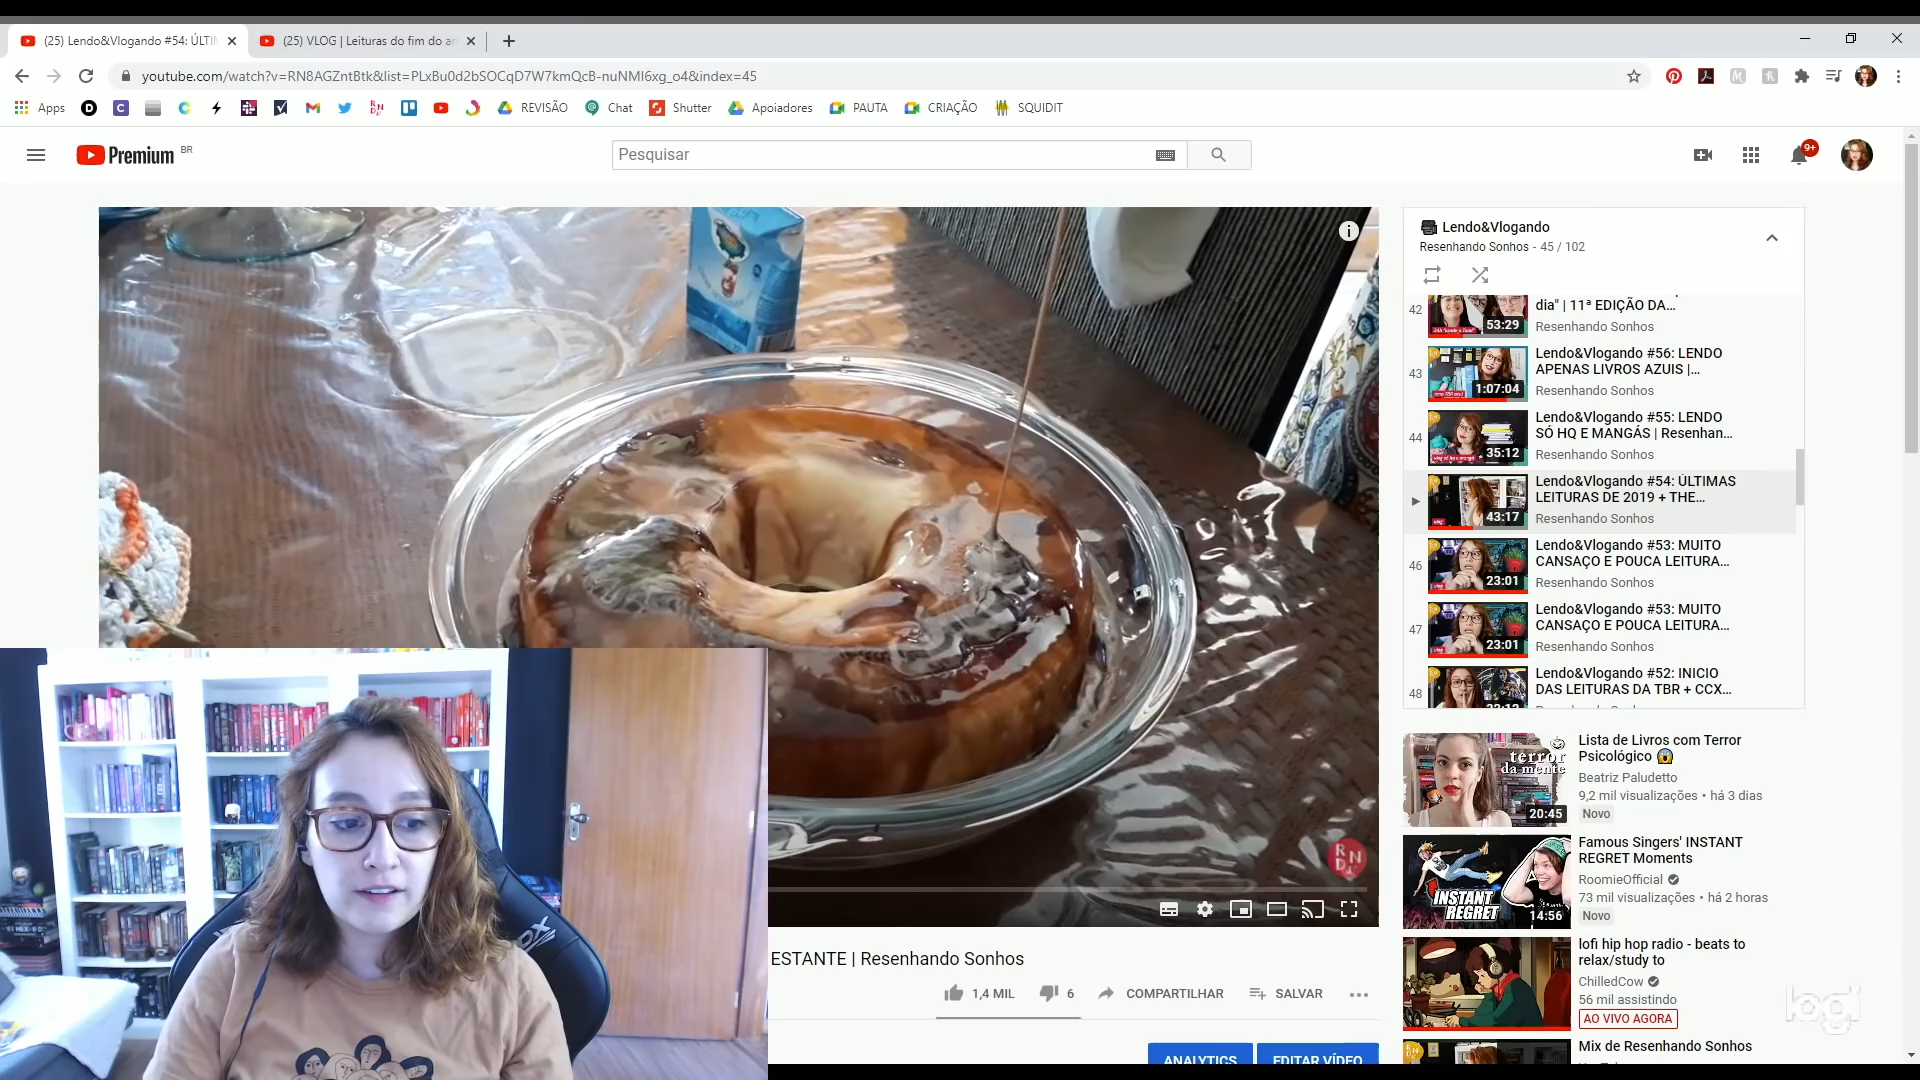 (25) Lendo&Vlogando #54: ÚLTIM
(25) VLOG | Leituras do fim do an
youtube.com/watch?v=RN8AGZntBtk&list=PLxBu0d2bSOCqD7W7kmQcB-nuNMI6xg_o4&index=45
Apps
REVISÃO
Chat
Shutter
Apoiadores
PAUTA
CRIAÇÃO
SQUIDIT
Premium BR
Pesquisar
9+
Lendo&Vlogando
Resenhando Sonhos - 45 / 102
42
dia" | 11ª EDIÇÃO DA...
53:29
Resenhando Sonhos
43
Lendo&Vlogando #56: LENDO
APENAS LIVROS AZUIS |...
1:07:04
Resenhando Sonhos
44
Lendo&Vlogando #55: LENDO
SÓ HQ E MANGÁS | Resenhan...
35:12
Resenhando Sonhos
Lendo&Vlogando #54: ÚLTIMAS
LEITURAS DE 2019 + THE...
43:17
Resenhando Sonhos
46
Lendo&Vlogando #53: MUITO
CANSAÇO E POUCA LEITURA...
23:01
Resenhando Sonhos
47
Lendo&Vlogando #53: MUITO
CANSAÇO E POUCA LEITURA...
23:01
Resenhando Sonhos
48
Lendo&Vlogando #52: INICIO
DAS LEITURAS DA TBR + CCX...
terror
da mente
20:45
Lista de Livros com Terror
Psicológico
Beatriz Paludetto
9,2 mil visualizações • há 3 dias
Novo
INSTANT
REGRET
14:56
Famous Singers' INSTANT
REGRET Moments
RoomieOfficial
73 mil visualizações • há 2 horas
Novo
lofi hip hop radio - beats to
relax/study to
ChilledCow
56 mil assistindo
AO VIVO AGORA
Mix de Resenhando Sonhos
logi
R N
D
ESTANTE | Resenhando Sonhos
1,4 MIL
6
COMPARTILHAR
SALVAR
ANALYTICS
EDITAR VÍDEO